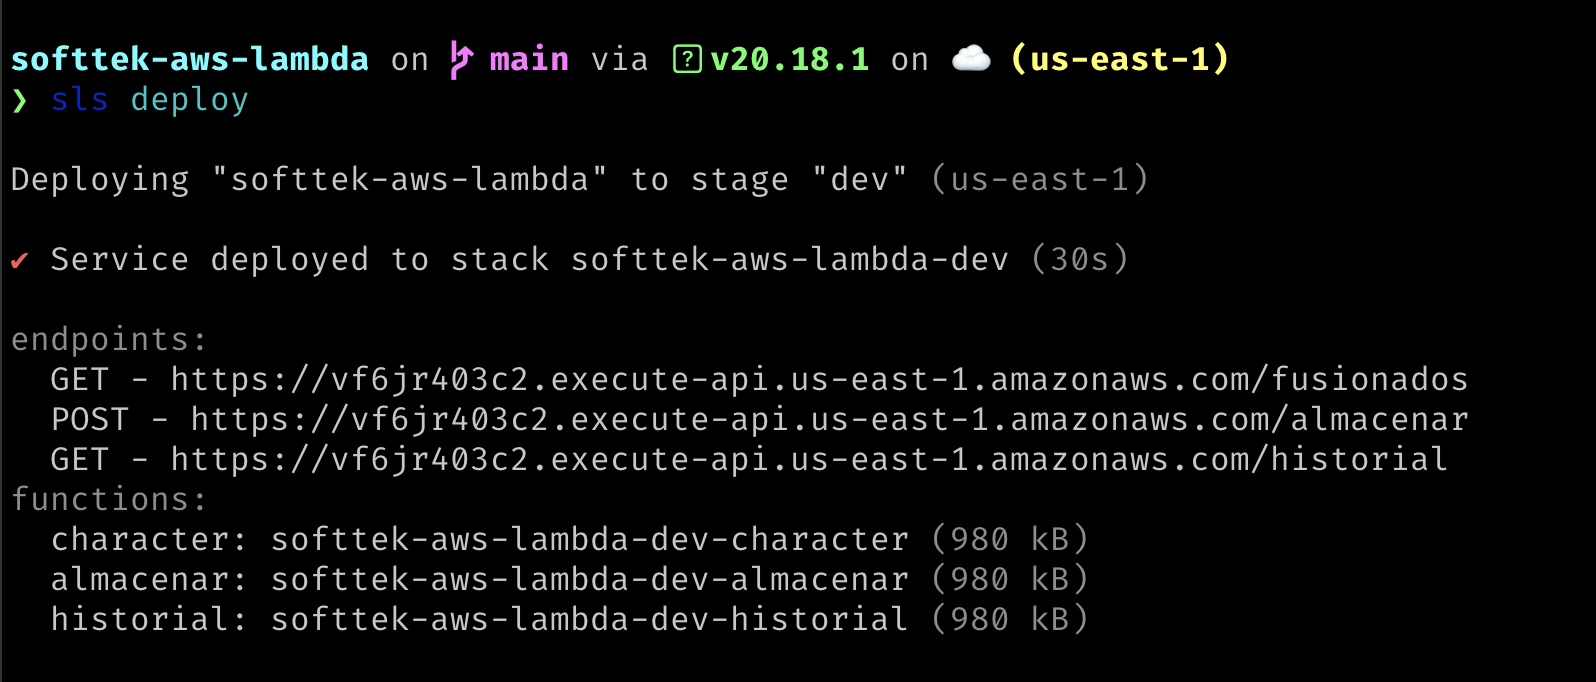 softtek-aws-lambda on main via v20.18.1 on ☁️ (us-east-1)
❯ sls deploy
Deploying "softtek-aws-lambda" to stage "dev" (us-east-1)
✔ Service deployed to stack softtek-aws-lambda-dev (30s)
endpoints:
GET - https://vf6jr403c2.execute-api.us-east-1.amazonaws.com/fusionados
POST - https://vf6jr403c2.execute-api.us-east-1.amazonaws.com/almacenar
GET - https://vf6jr403c2.execute-api.us-east-1.amazonaws.com/historial
functions:
character: softtek-aws-lambda-dev-character (980 kB)
almacenar: softtek-aws-lambda-dev-almacenar (980 kB)
historial: softtek-aws-lambda-dev-historial (980 kB)